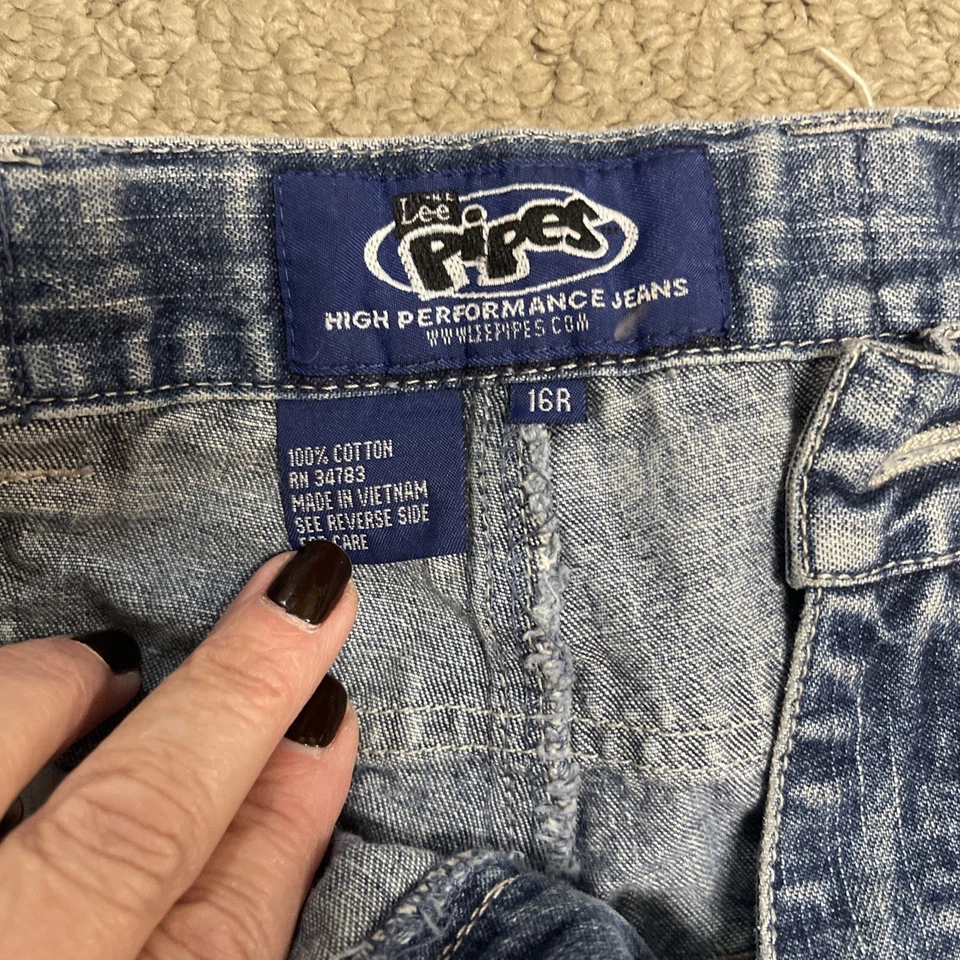 Lee
Pipes
HIGH PERFORMANCE JEANS
WWW.LEEPIPES.COM
16R
100% COTTON
RN 34783
MADE IN VIETNAM
SEE REVERSE SIDE
FOR CARE